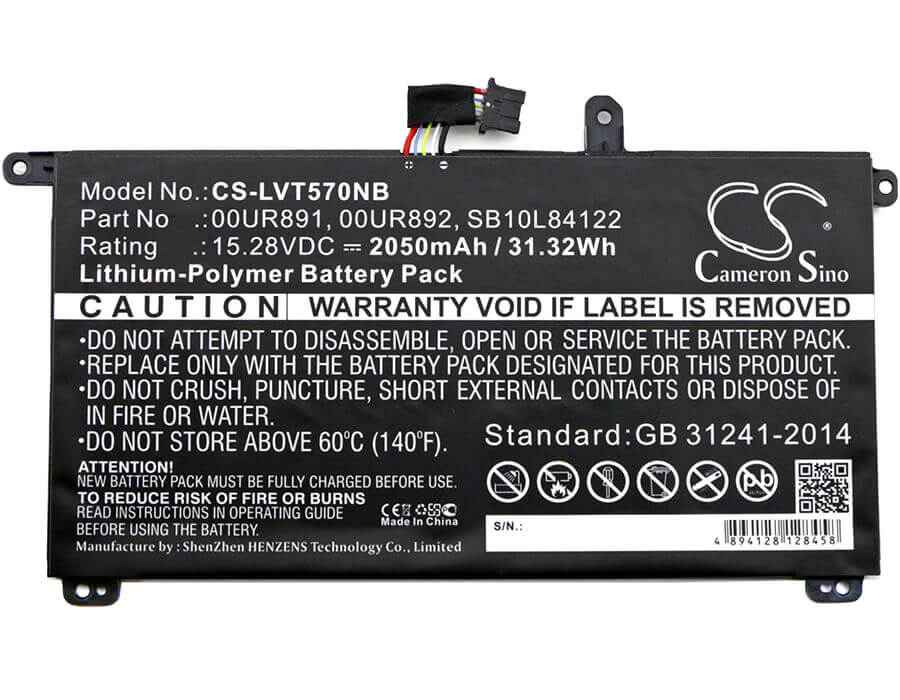 + -
Model No.: CS-LVT570NB
Part No : 00UR891, 00UR892, SB10L84122
Rating : 15.28VDC ⎓ 2050mAh / 31.32Wh
Lithium-Polymer Battery Pack
Cameron Sino®
CAUTION WARRANTY VOID IF LABEL IS REMOVED
•DO NOT ATTEMPT TO DISASSEMBLE, OPEN OR SERVICE THE BATTERY PACK.
•REPLACE ONLY WITH THE BATTERY PACK DESIGNATED FOR THIS PRODUCT.
•DO NOT CRUSH, PUNCTURE, SHORT EXTERNAL CONTACTS OR DISPOSE OF
IN FIRE OR WATER.
•DO NOT STORE ABOVE 60°C (140°F).
Standard:GB 31241-2014
ATTENTION!
NEW BATTERY PACK MUST BE FULLY CHARGED BEFORE USE.
TO REDUCE RISK OF FIRE OR BURNS
READ INSTRUCTIONS IN OPERATING GUIDE
BEFORE USING THE BATTERY.
CE
Made In China
Manufacture by : ShenZhen HENZENS Technology Co., Limited
pb
S/N.:
4 894128 128458